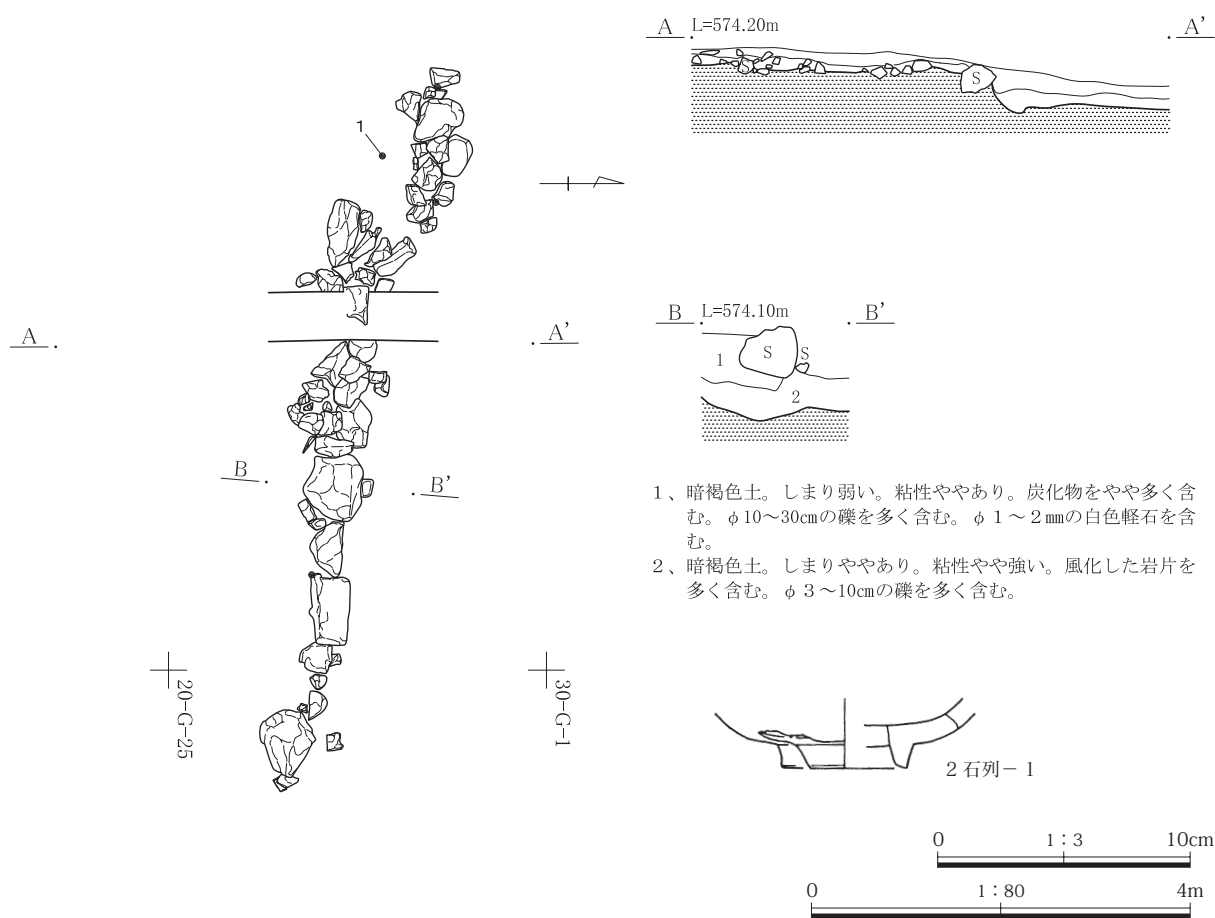 A L=574.20m A'
S S
1
A A'
B L=574.10m B'
1 S S
2
B B'
1、暗褐色土。しまり弱い。粘性ややあり。炭化物をやや多く含
む。φ10～30㎝の礫を多く含む。φ１～２㎜の白色軽石を含
む。
2、暗褐色土。しまりややあり。粘性やや強い。風化した岩片を
多く含む。φ３～10㎝の礫を多く含む。
20-G-25
30-G-1
2石列－1
0 1：3 10cm
0 1：80 4m